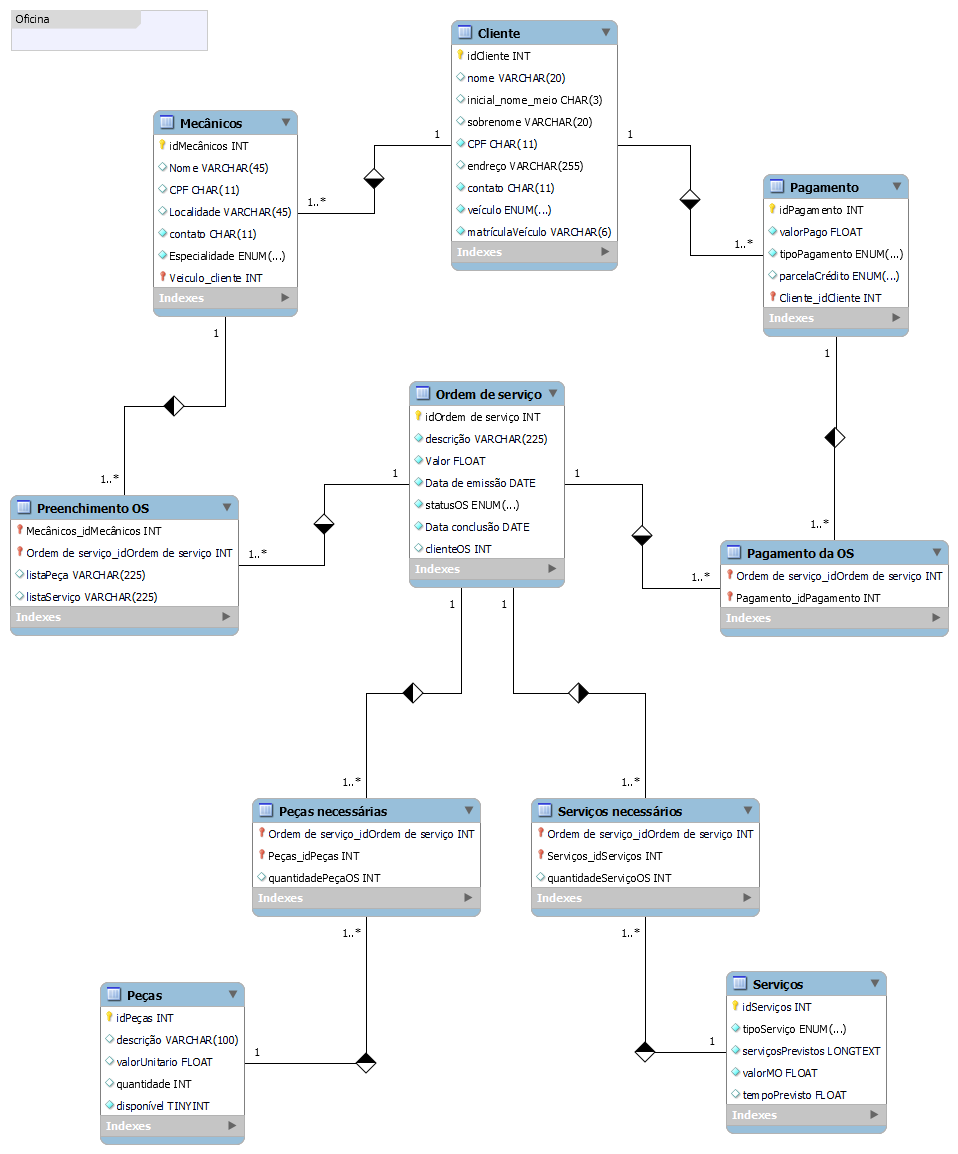 Oficina
Cliente
idCliente INT
nome VARCHAR(20)
inicial_nome_meio CHAR(3)
sobrenome VARCHAR(20)
CPF CHAR(11)
endreço VARCHAR(255)
contato CHAR(11)
veículo ENUM(...)
matrículaVeículo VARCHAR(6)
Indexes
Mecânicos
idMecânicos INT
Nome VARCHAR(45)
CPF CHAR(11)
Localidade VARCHAR(45)
contato CHAR(11)
Especialidade ENUM(...)
Veiculo_cliente INT
Indexes
1
1..*
1
1..*
Pagamento
idPagamento INT
valorPago FLOAT
tipoPagamento ENUM(...)
parcelaCrédito ENUM(...)
Cliente_idCliente INT
Indexes
1
1..*
1
1..*
Ordem de serviço
idOrdem de serviço INT
descrição VARCHAR(225)
Valor FLOAT
Data de emissão DATE
statusOS ENUM(...)
Data conclusão DATE
clienteOS INT
Indexes
1
1..*
1
1..*
Preenchimento OS
Mecânicos_idMecânicos INT
Ordem de serviço_idOrdem de serviço INT
listaPeça VARCHAR(225)
listaServiço VARCHAR(225)
Indexes
Pagamento da OS
Ordem de serviço_idOrdem de serviço INT
Pagamento_idPagamento INT
Indexes
1
1
1..*
1..*
Peças necessárias
Ordem de serviço_idOrdem de serviço INT
Peças_idPeças INT
quantidadePeçaOS INT
Indexes
Serviços necessários
Ordem de serviço_idOrdem de serviço INT
Serviços_idServiços INT
quantidadeServiçoOS INT
Indexes
1..*
1..*
1
1
Peças
idPeças INT
descrição VARCHAR(100)
valorUnitario FLOAT
quantidade INT
disponível TINYINT
Indexes
Serviços
idServiços INT
tipoServiço ENUM(...)
serviçosPrevistos LONGTEXT
valorMO FLOAT
tempoPrevisto FLOAT
Indexes